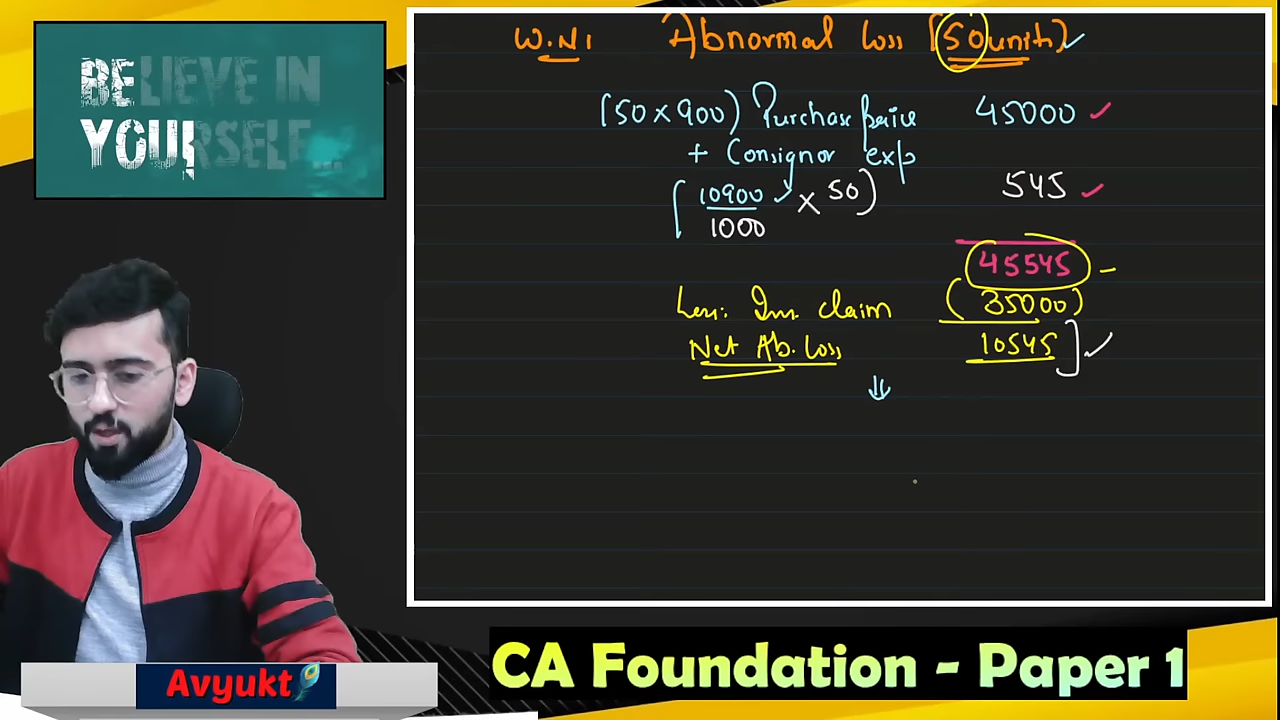 BELIEVE IN
YOURSELF...
W.N1 Abnormal loss (50 units)
(50 x 900) Purchase price 45000
+ Consignor exp
[10900/1000 x 50) 545
45545 -
Less: Ins. claim (35000)
Net Ab. Loss 10545
Avyukt
CA Foundation - Paper 1